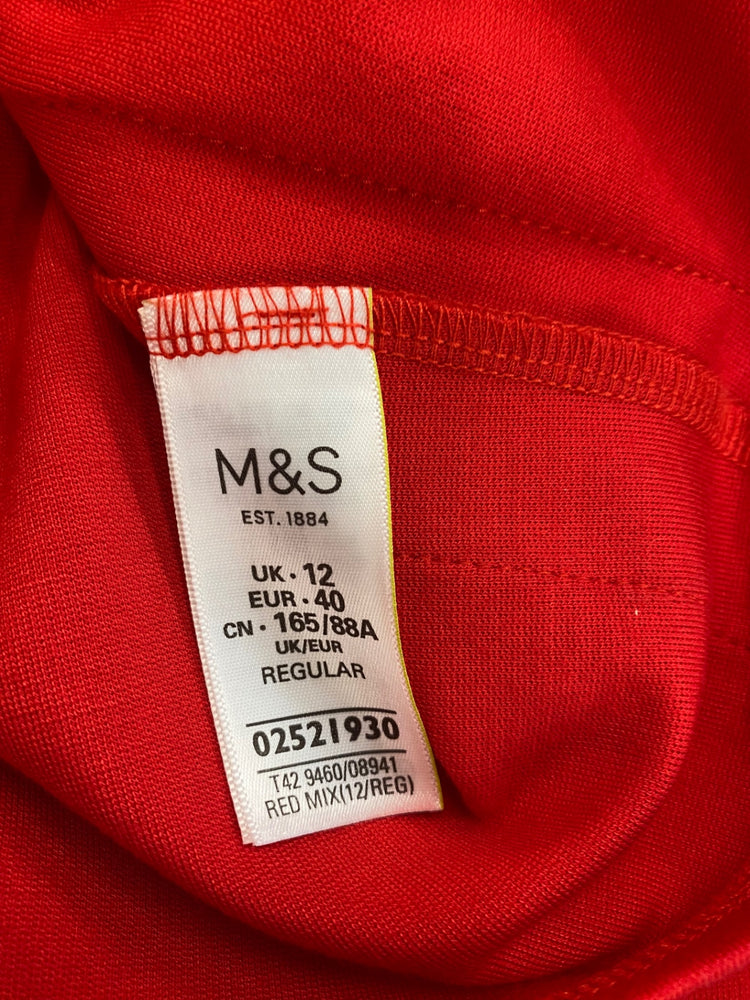 M&S
EST. 1884
UK · 12
EUR · 40
CN · 165/88A
UK/EUR
REGULAR
02521930
T42 9460/08941
RED MIX(12/REG)